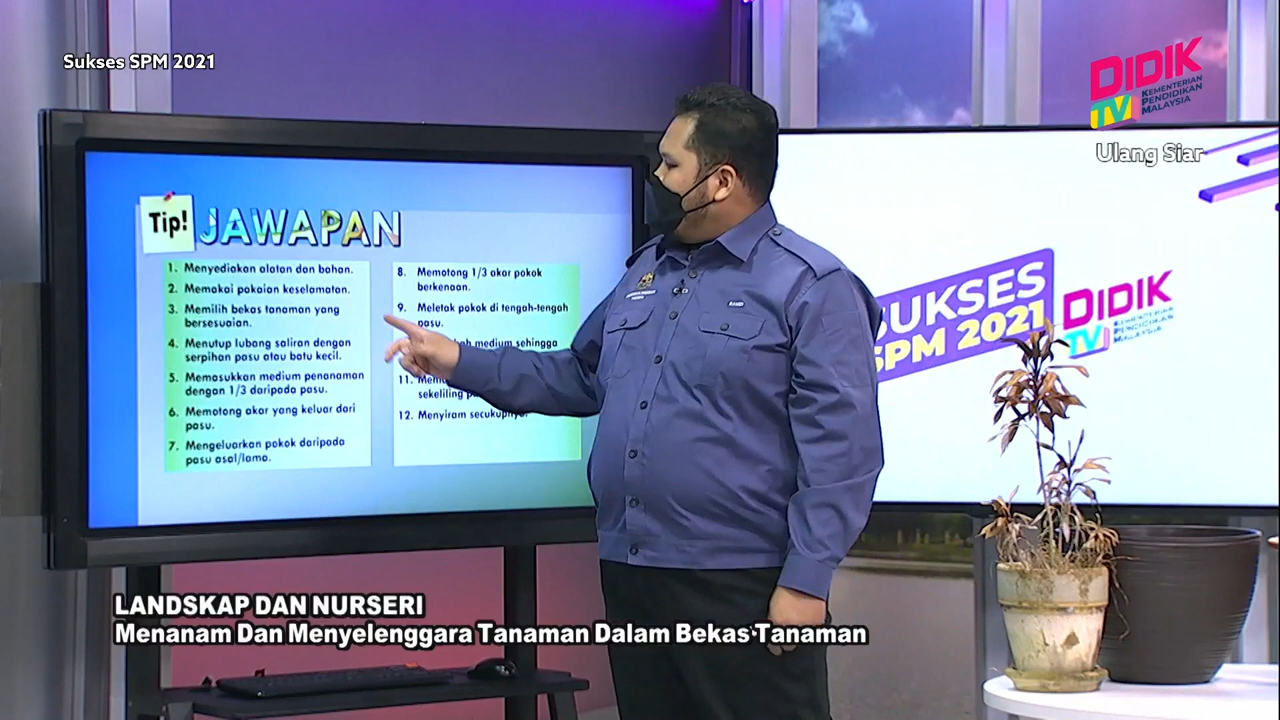 Sukses SPM 2021
DIDIK
TV
KEMENTERIAN
PENDIDIKAN
MALAYSIA
Ulang Siar
Tip! JAWAPAN
1. Menyediakan alatan dan bahan.
2. Memakai pakaian keselamatan.
3. Memilih bekas tanaman yang
bersesuaian.
4. Menutup lubang saliran dengan
serpihan pasu atau batu kecil.
5. Memasukkan medium penanaman
dengan 1/3 daripada pasu.
6. Memotong akar yang keluar dari
pasu.
7. Mengeluarkan pokok daripada
pasu asal/lama.
8. Memotong 1/3 akar pokok
berkenaan.
9. Meletak pokok di tengah-tengah
pasu.
medium sehingga
11.
sekeliling
12. Menyiram secukupnya.
SUKSES
SPM 2021
DIDIK
TV
KEMENTERIAN
PENDIDIKAN
MALAYSIA
LANDSKAP DAN NURSERI
Menanam Dan Menyelenggara Tanaman Dalam Bekas Tanaman